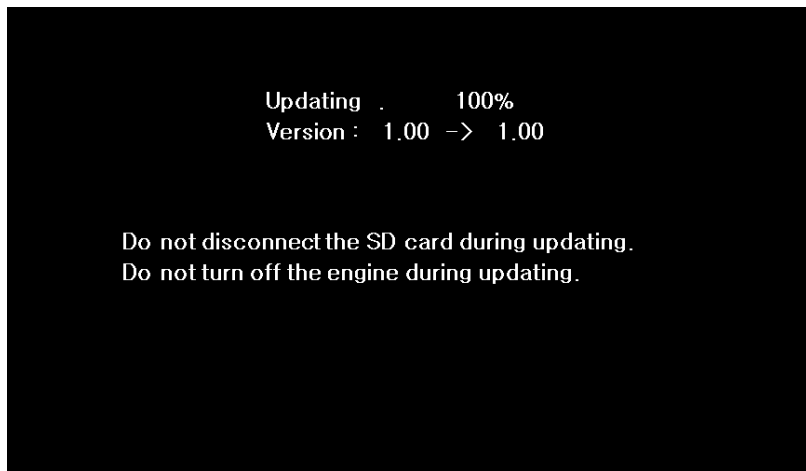 Updating . 100%
Version : 1.00 -> 1.00
Do not disconnect the SD card during updating.
Do not turn off the engine during updating.